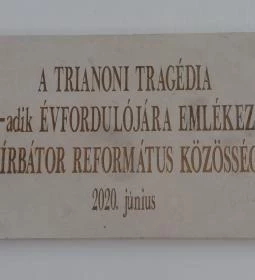 A TRIANONI TRAGÉDIA
-adik ÉVFORDULÓJÁRA EMLÉKEZ
ÍRBÁTOR REFORMÁTUS KÖZÖSSÉG
2020. június